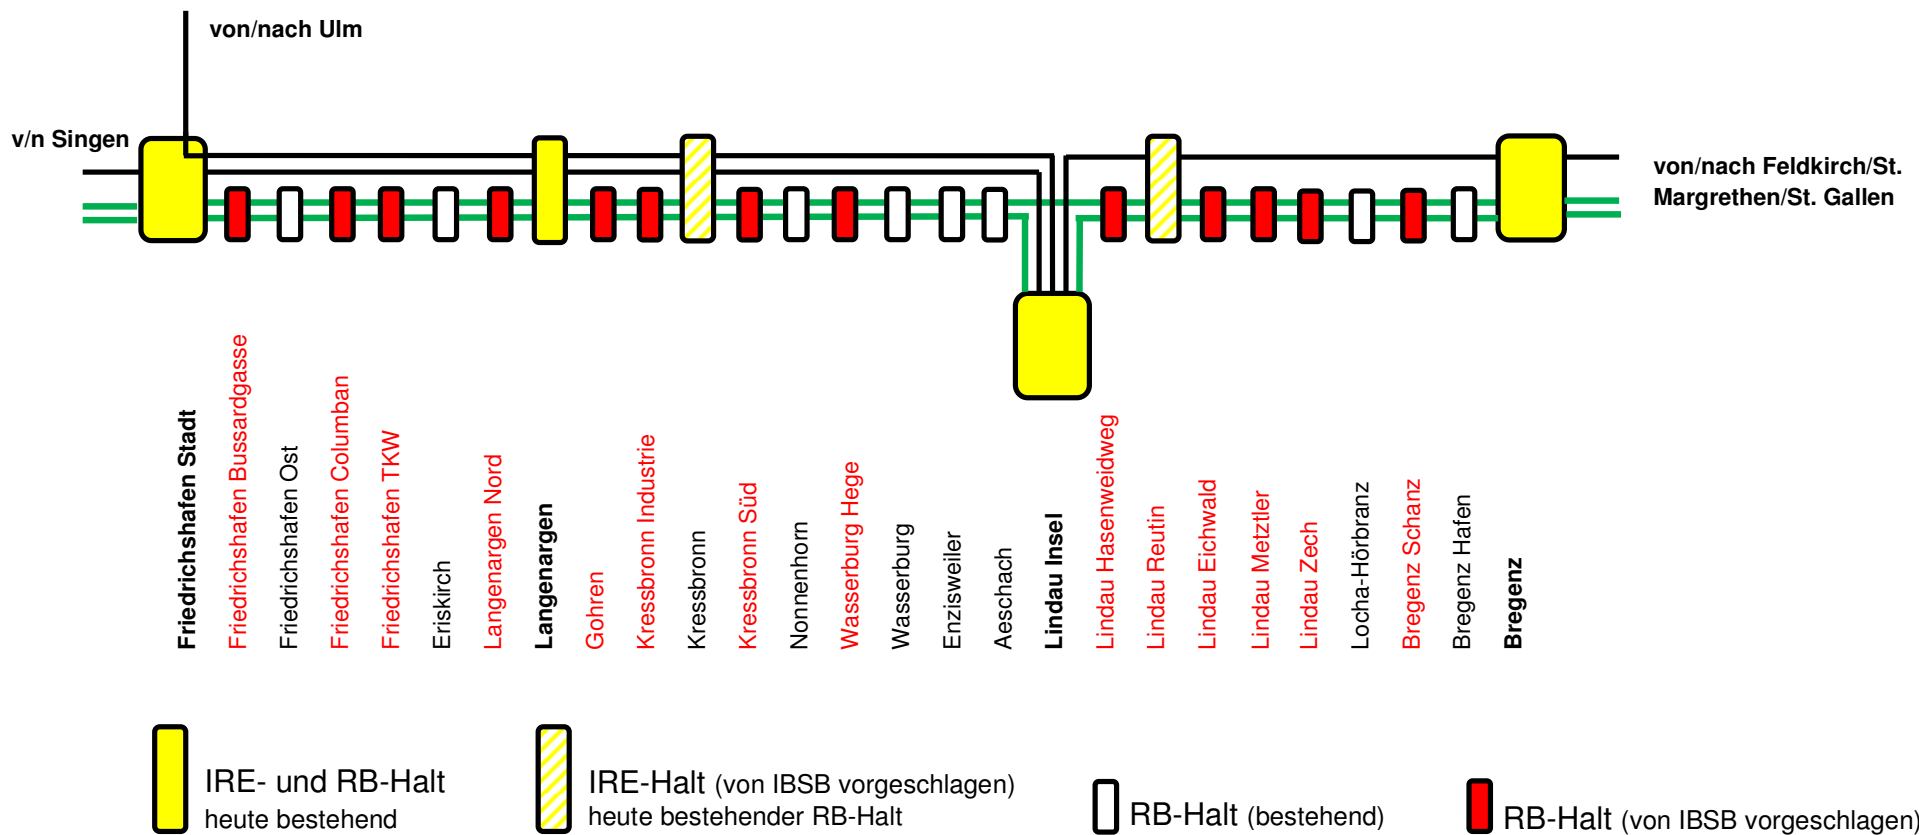 von/nach Ulm
v/n Singen
von/nach Feldkirch/St.
Margrethen/St. Gallen
Friedrichshafen Stadt
Friedrichshafen Bussardgasse
Friedrichshafen Ost
Friedrichshafen Columban
Friedrichshafen TKW
Eriskirch
Langenargen Nord
Langenargen
Gohren
Kressbronn Industrie
Kressbronn
Kressbronn Süd
Nonnenhorn
Wasserburg Hege
Wasserburg
Enzisweiler
Aeschach
Lindau Insel
Lindau Hasenweidweg
Lindau Reutin
Lindau Eichwald
Lindau Metztler
Lindau Zech
Locha-Hörbranz
Bregenz Schanz
Bregenz Hafen
Bregenz
IRE- und RB-Halt
heute bestehend
IRE-Halt (von IBSB vorgeschlagen)
heute bestehender RB-Halt
RB-Halt (bestehend)
RB-Halt (von IBSB vorgeschlagen)